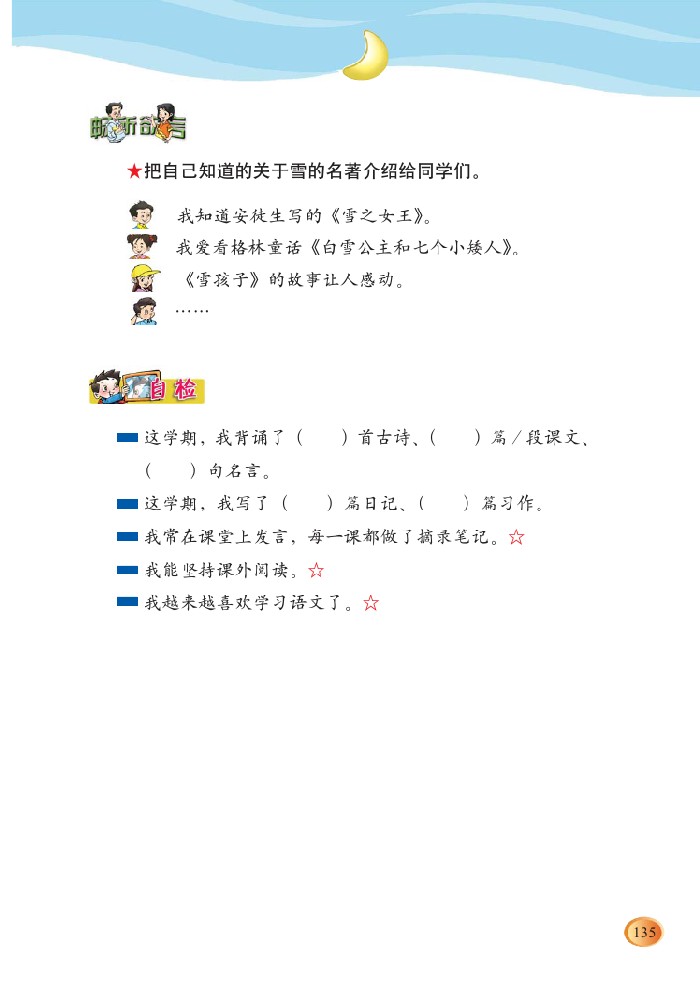 畅所欲言
★把自己知道的关于雪的名著介绍给同学们。
我知道安徒生写的《雪之女王》。
我爱看格林童话《白雪公主和七个小矮人》。
《雪孩子》的故事让人感动。
……
自检
这学期，我背诵了（　　）首古诗、（　　）篇／段课文、
（　　）句名言。
这学期，我写了（　　）篇日记、（　　）篇习作。
我常在课堂上发言，每一课都做了摘录笔记。☆
我能坚持课外阅读。☆
我越来越喜欢学习语文了。☆
135